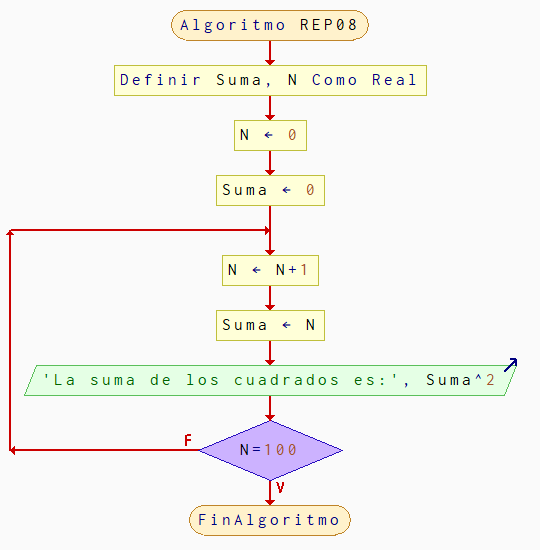 Algoritmo REP08
Definir Suma, N Como Real
N ← 0
Suma ← 0
N ← N+1
Suma ← N
'La suma de los cuadrados es:', Suma^2
F
N=100
V
FinAlgoritmo